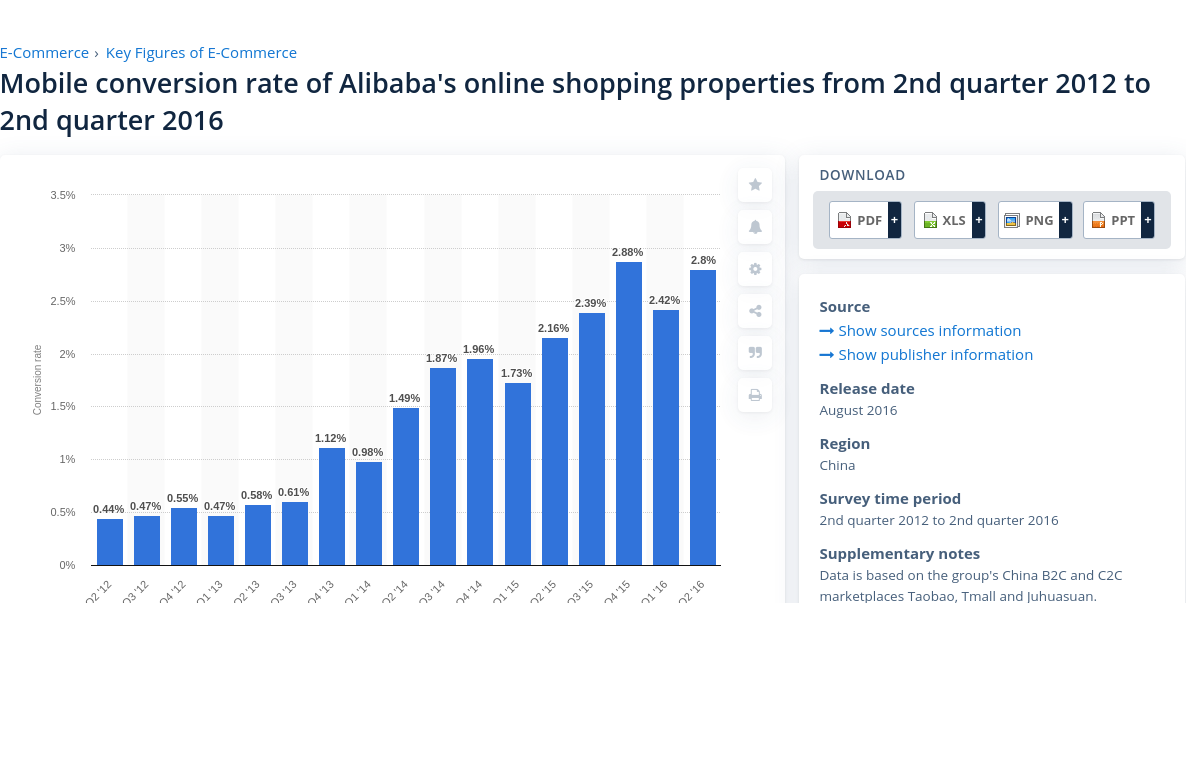 E-Commerce › Key Figures of E-Commerce
Mobile conversion rate of Alibaba's online shopping properties from 2nd quarter 2012 to
2nd quarter 2016
3.5%
3%
2.5%
2%
1.5%
1%
0.5%
0%
Conversion rate
0.44%
0.47%
0.55%
0.47%
0.58%
0.61%
1.12%
0.98%
1.49%
1.87%
1.96%
1.73%
2.16%
2.39%
2.88%
2.42%
2.8%
Q2 '12
Q3 '12
Q4 '12
Q1 '13
Q2 '13
Q3 '13
Q4 '13
Q1 '14
Q2 '14
Q3 '14
Q4 '14
Q1 '15
Q2 '15
Q3 '15
Q4 '15
Q1 '16
Q2 '16
DOWNLOAD
PDF +
XLS +
PNG +
PPT +
Source
Show sources information
Show publisher information
Release date
August 2016
Region
China
Survey time period
2nd quarter 2012 to 2nd quarter 2016
Supplementary notes
Data is based on the group's China B2C and C2C
marketplaces Taobao, Tmall and Juhuasuan.